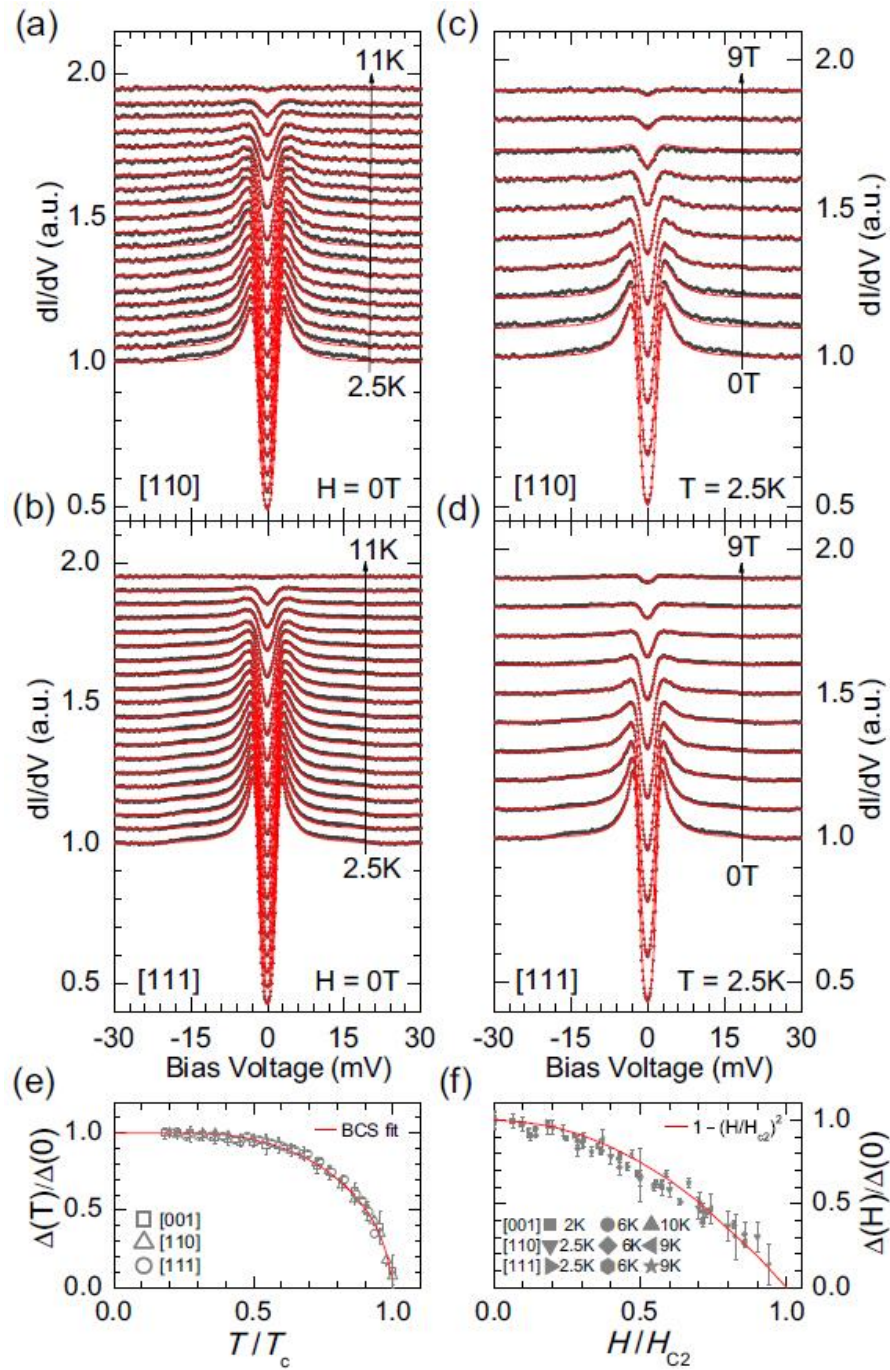 (a)
11K
2.0
1.5
1.0
0.5
dI/dV (a.u.)
2.5K
[110] H = 0T
(c)
9T
2.0
1.5
1.0
0.5
dI/dV (a.u.)
0T
[110] T = 2.5K
(b)
11K
2.0
1.5
1.0
0.5
dI/dV (a.u.)
2.5K
[111] H = 0T
-30 -15 0 15 30
Bias Voltage (mV)
(d)
9T
2.0
1.5
1.0
0.5
dI/dV (a.u.)
0T
[111] T = 2.5K
-30 -15 0 15 30
Bias Voltage (mV)
(e)
Δ(T)/Δ(0)
1.0
0.5
0.0
BCS fit
[001]
[110]
[111]
0.0 0.5 1.0
T/Tc
(f)
1 - (H/Hc2)²
[001] 2K 6K 10K
[110] 2.5K 6K 9K
[111] 2.5K 6K 9K
1.0
0.5
0.0
Δ(H)/Δ(0)
0.0 0.5 1.0
H/HC2